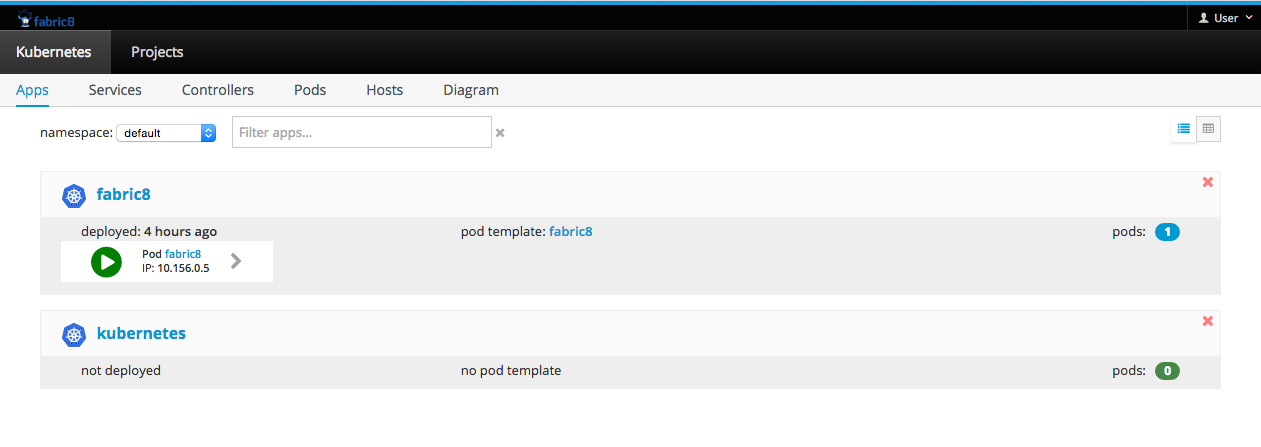 fabric8
User
Kubernetes Projects
Apps Services Controllers Pods Hosts Diagram
namespace: default Filter apps...
fabric8
deployed: 4 hours ago pod template: fabric8 pods: 1
Pod fabric8
IP: 10.156.0.5
kubernetes
not deployed no pod template pods: 0